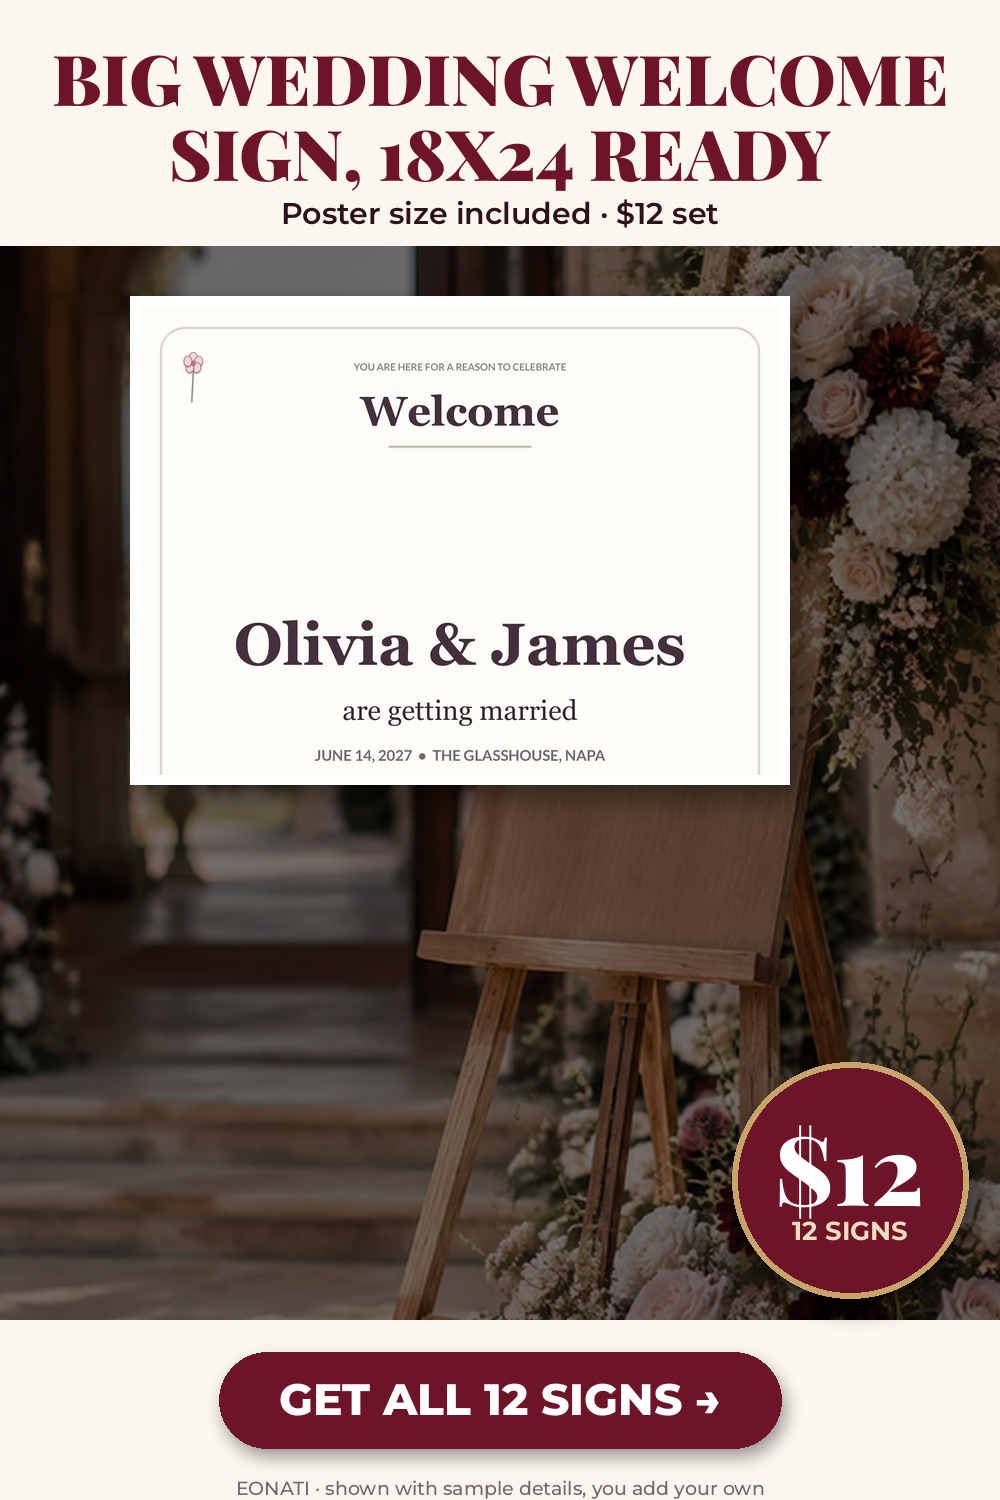 BIG WEDDING WELCOME
SIGN, 18X24 READY
Poster size included · $12 set
YOU ARE HERE FOR A REASON TO CELEBRATE
Welcome
Olivia & James
are getting married
JUNE 14, 2027 ● THE GLASSHOUSE, NAPA
$12
12 SIGNS
GET ALL 12 SIGNS →
EONATI · shown with sample details, you add your own